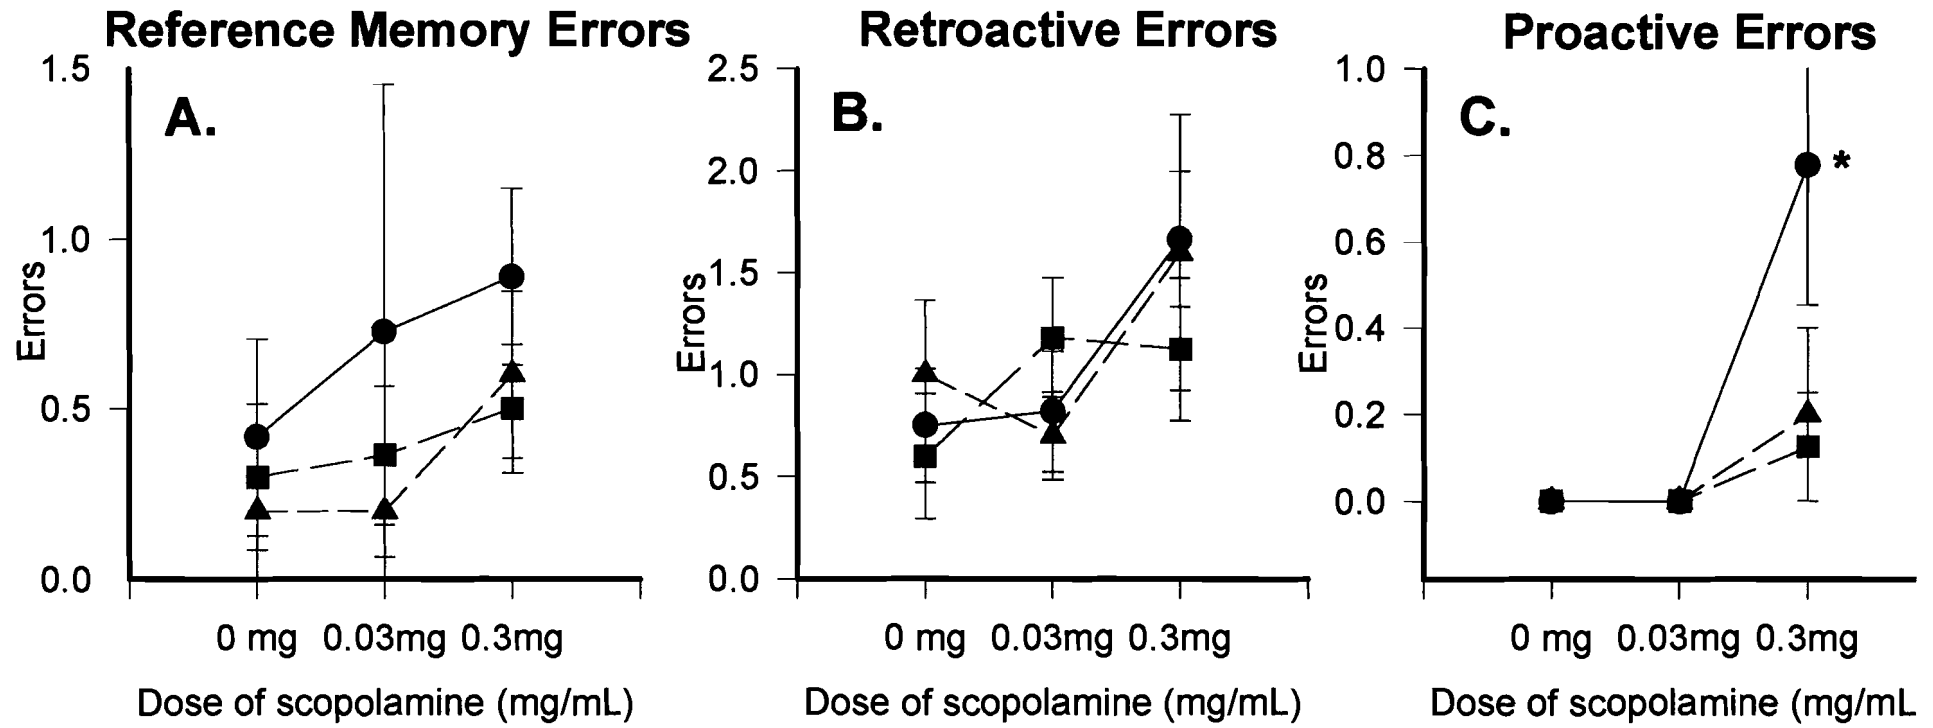 Reference Memory Errors
Retroactive Errors
Proactive Errors
A.
1.5
1.0
0.5
0.0
Errors
0 mg 0.03mg 0.3mg
Dose of scopolamine (mg/mL)
B.
2.5
2.0
1.5
1.0
0.5
0.0
Errors
0 mg 0.03mg 0.3mg
Dose of scopolamine (mg/mL)
C.
1.0
0.8
0.6
0.4
0.2
0.0
Errors
*
0 mg 0.03mg 0.3mg
Dose of scopolamine (mg/mL